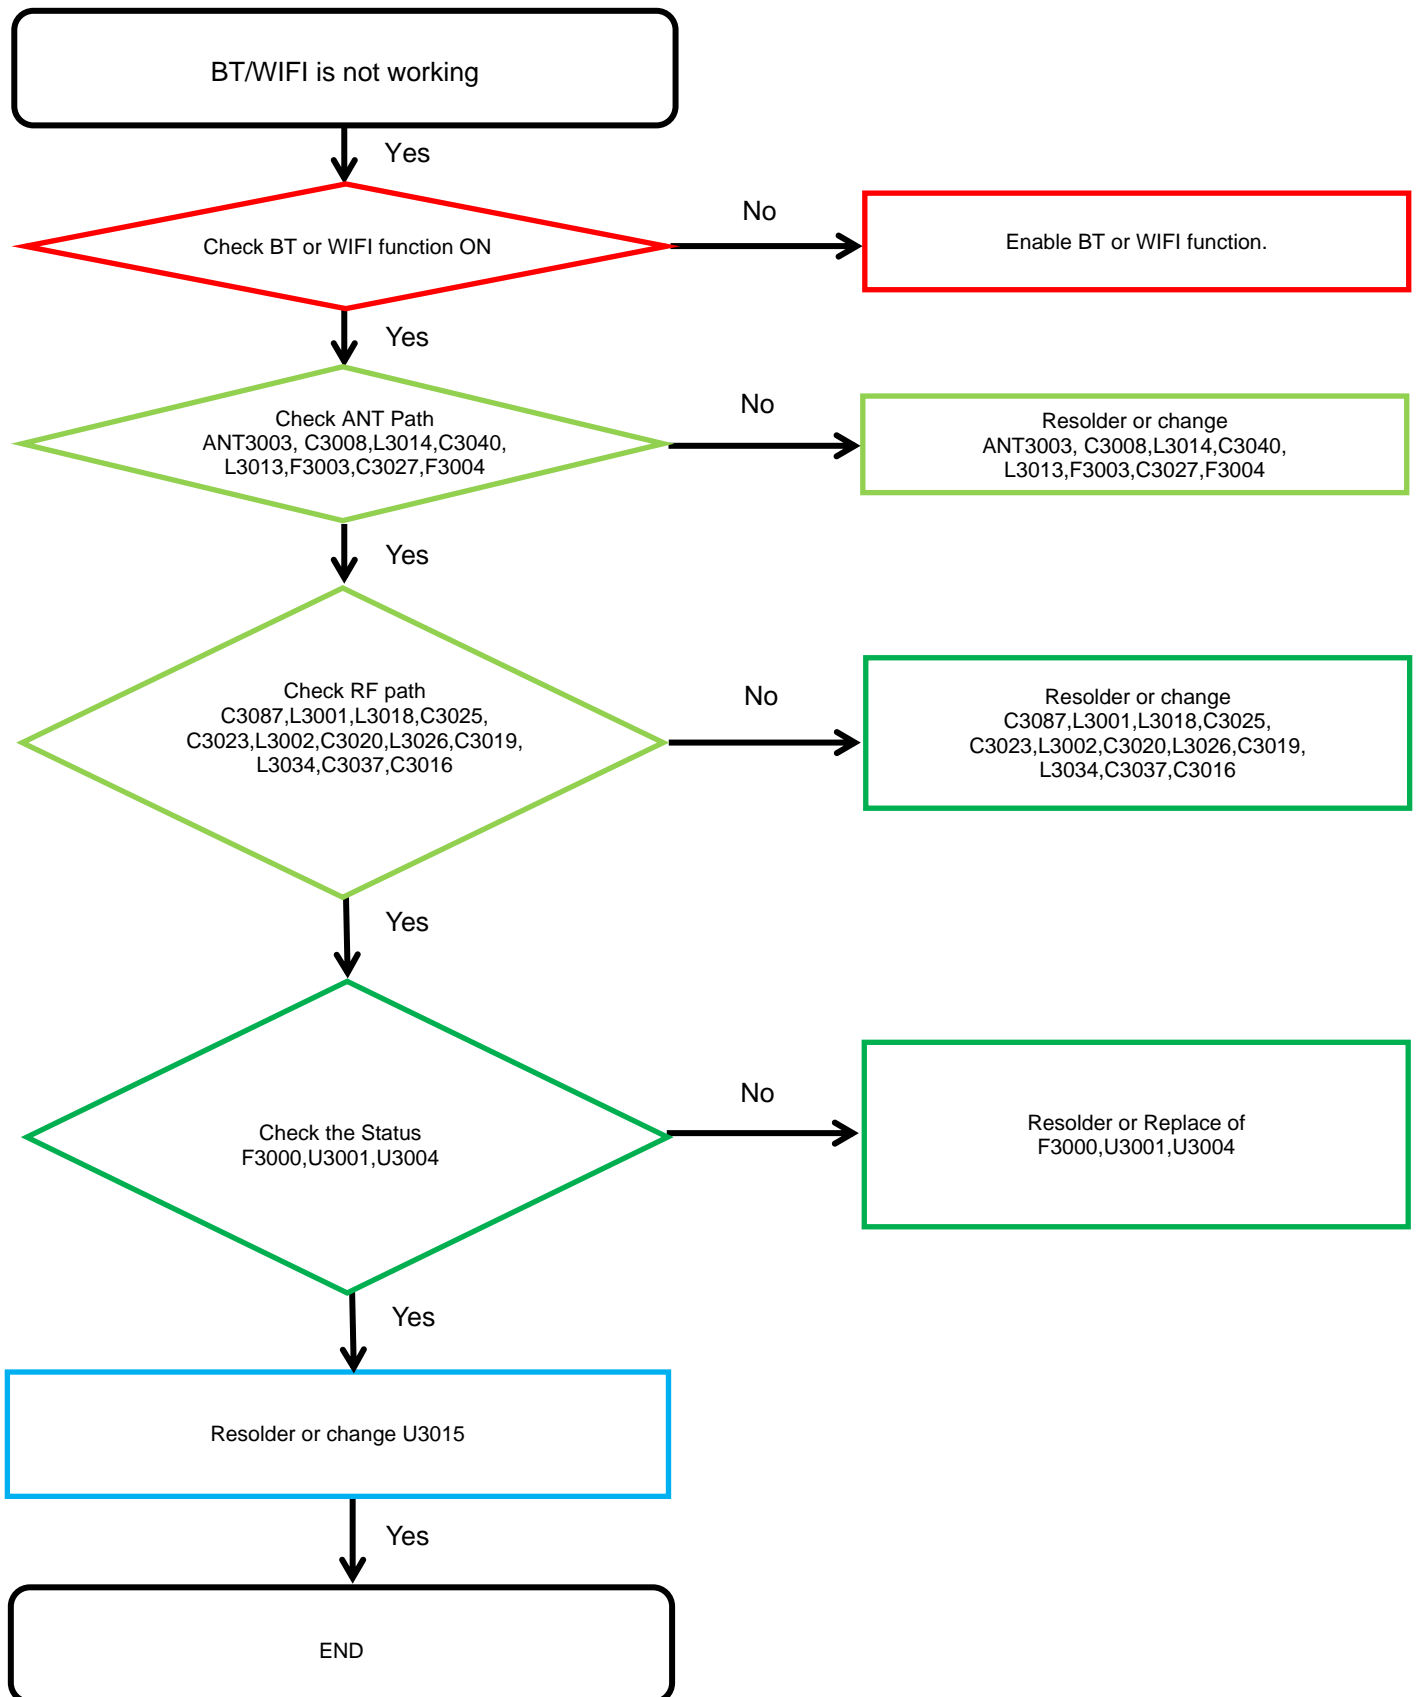 BT/WIFI is not working
Yes
Check BT or WIFI function ON
No
Enable BT or WIFI function.
Yes
Check ANT Path
ANT3003, C3008,L3014,C3040,
L3013,F3003,C3027,F3004
No
Resolder or change
ANT3003, C3008,L3014,C3040,
L3013,F3003,C3027,F3004
Yes
Check RF path
C3087,L3001,L3018,C3025,
C3023,L3002,C3020,L3026,C3019,
L3034,C3037,C3016
No
Resolder or change
C3087,L3001,L3018,C3025,
C3023,L3002,C3020,L3026,C3019,
L3034,C3037,C3016
Yes
Check the Status
F3000,U3001,U3004
No
Resolder or Replace of
F3000,U3001,U3004
Yes
Resolder or change U3015
Yes
END